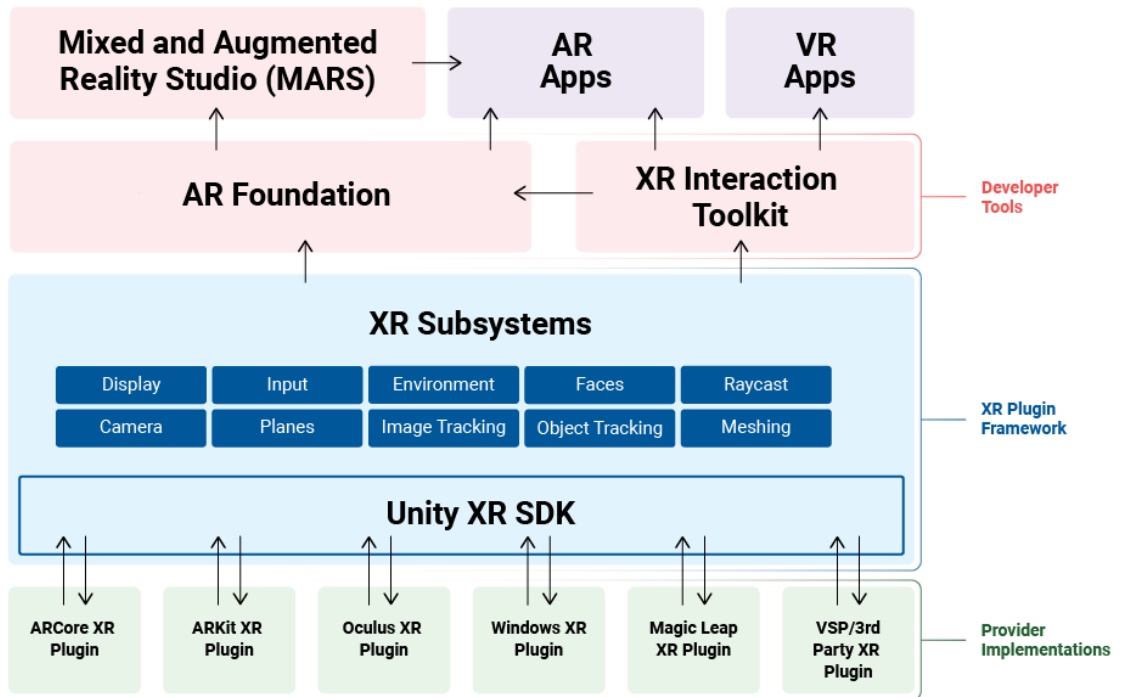 Mixed and Augmented
Reality Studio (MARS)
AR
Apps
VR
Apps
AR Foundation
XR Interaction
Toolkit
Developer
Tools
XR Subsystems
Display
Input
Environment
Faces
Raycast
Camera
Planes
Image Tracking
Object Tracking
Meshing
XR Plugin
Framework
Unity XR SDK
ARCore XR
Plugin
ARKit XR
Plugin
Oculus XR
Plugin
Windows XR
Plugin
Magic Leap
XR Plugin
VSP/3rd
Party XR
Plugin
Provider
Implementations